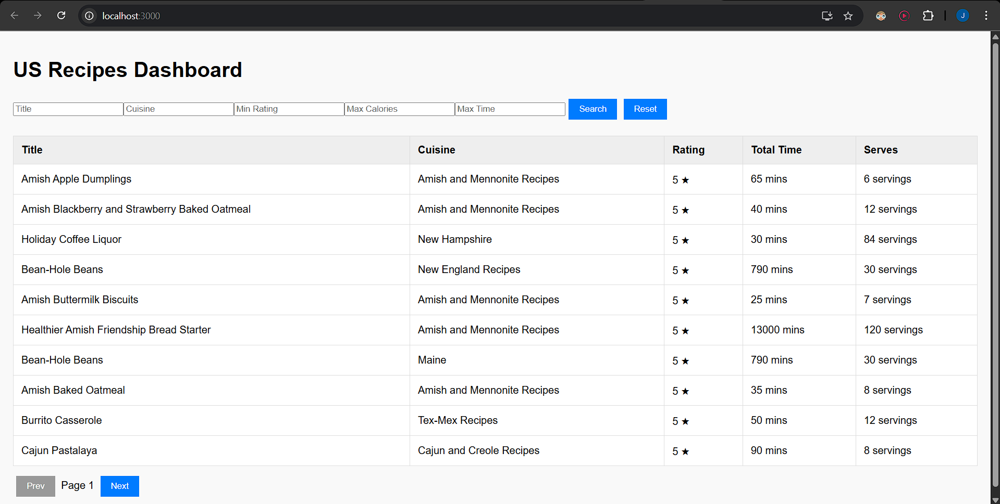 localhost:3000
J
US Recipes Dashboard
Title Cuisine Min Rating Max Calories Max Time Search Reset
Title Cuisine Rating Total Time Serves
Amish Apple Dumplings Amish and Mennonite Recipes 5 ★ 65 mins 6 servings
Amish Blackberry and Strawberry Baked Oatmeal Amish and Mennonite Recipes 5 ★ 40 mins 12 servings
Holiday Coffee Liquor New Hampshire 5 ★ 30 mins 84 servings
Bean-Hole Beans New England Recipes 5 ★ 790 mins 30 servings
Amish Buttermilk Biscuits Amish and Mennonite Recipes 5 ★ 25 mins 7 servings
Healthier Amish Friendship Bread Starter Amish and Mennonite Recipes 5 ★ 13000 mins 120 servings
Bean-Hole Beans Maine 5 ★ 790 mins 30 servings
Amish Baked Oatmeal Amish and Mennonite Recipes 5 ★ 35 mins 8 servings
Burrito Casserole Tex-Mex Recipes 5 ★ 50 mins 12 servings
Cajun Pastalaya Cajun and Creole Recipes 5 ★ 90 mins 8 servings
Prev Page 1 Next